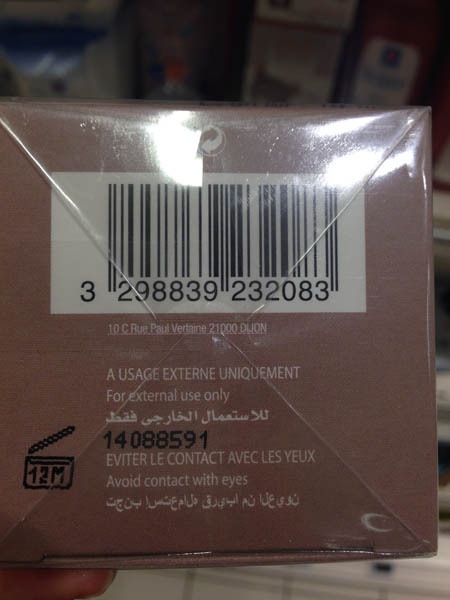 3 298839 232083
10 C Rue Paul Verlaine 21000 DIJON
A USAGE EXTERNE UNIQUEMENT
For external use only
للاستعمال الخارجي فقط
14088591
12M
EVITER LE CONTACT AVEC LES YEUX
Avoid contact with eyes